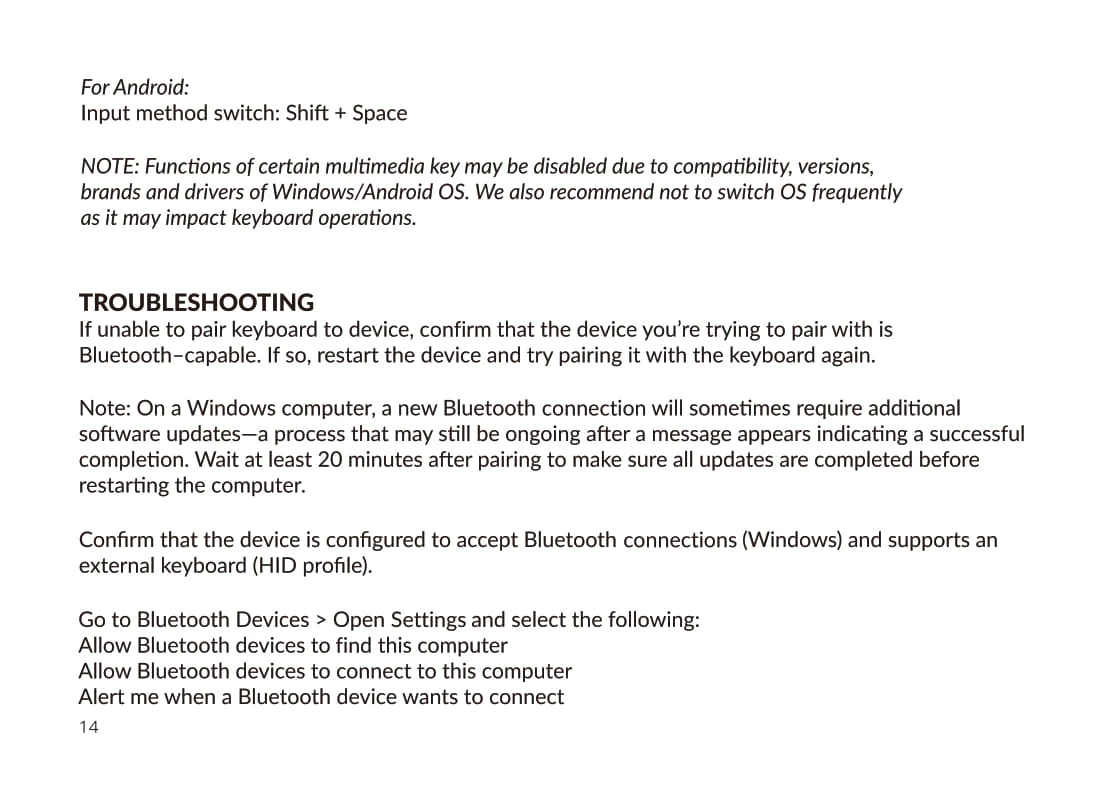 For Android:
Input method switch: Shift + Space
NOTE: Functions of certain multimedia key may be disabled due to compatibility, versions,
brands and drivers of Windows/Android OS. We also recommend not to switch OS frequently
as it may impact keyboard operations.
TROUBLESHOOTING
If unable to pair keyboard to device, confirm that the device you’re trying to pair with is
Bluetooth–capable. If so, restart the device and try pairing it with the keyboard again.
Note: On a Windows computer, a new Bluetooth connection will sometimes require additional
software updates—a process that may still be ongoing after a message appears indicating a successful
completion. Wait at least 20 minutes after pairing to make sure all updates are completed before
restarting the computer.
Confirm that the device is configured to accept Bluetooth connections (Windows) and supports an
external keyboard (HID profile).
Go to Bluetooth Devices > Open Settings and select the following:
Allow Bluetooth devices to find this computer
Allow Bluetooth devices to connect to this computer
Alert me when a Bluetooth device wants to connect
14